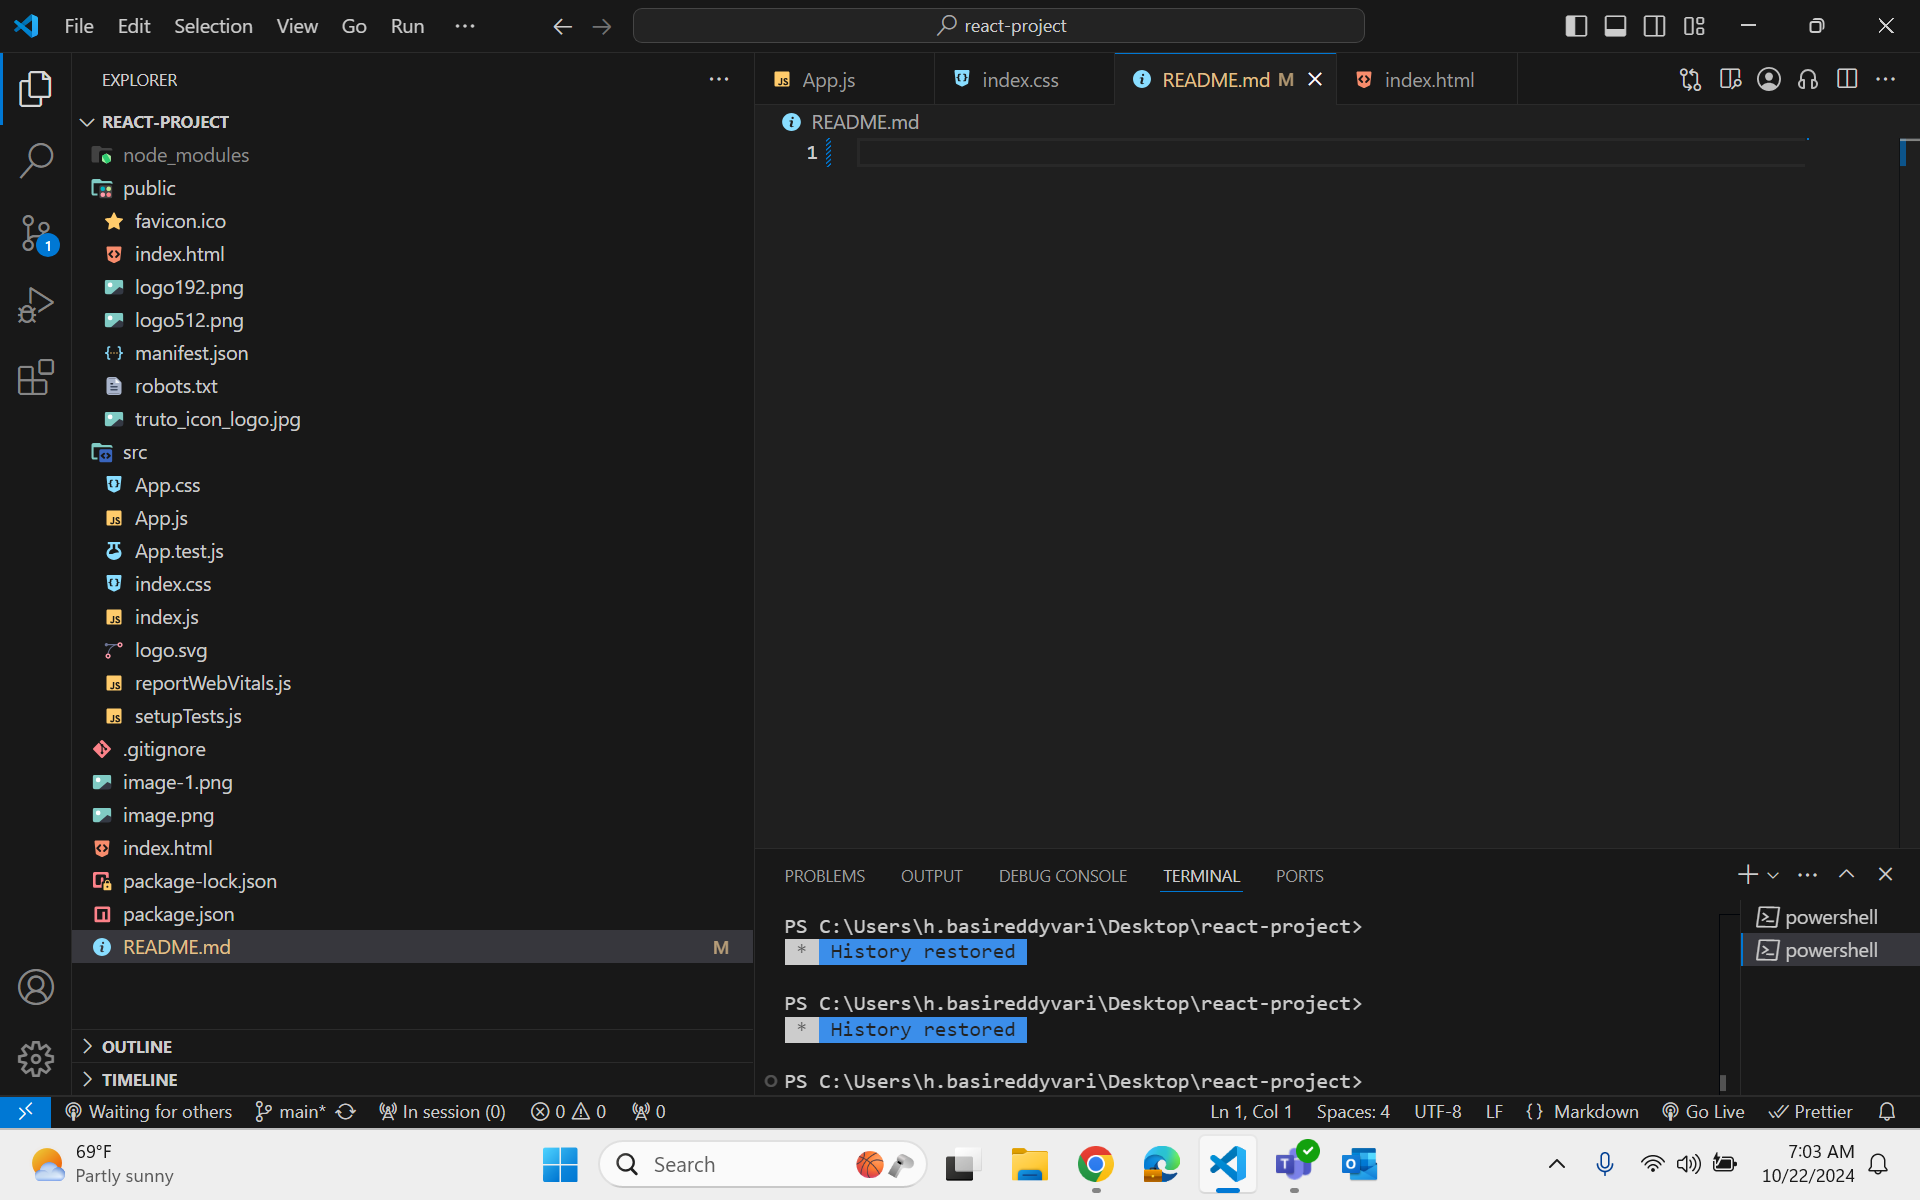 File Edit Selection View Go Run ···
react-project
EXPLORER
REACT-PROJECT
node_modules
public
favicon.ico
index.html
logo192.png
logo512.png
manifest.json
robots.txt
truto_icon_logo.jpg
src
App.css
App.js
App.test.js
index.css
index.js
logo.svg
reportWebVitals.js
setupTests.js
.gitignore
image-1.png
image.png
index.html
package-lock.json
package.json
README.md M
OUTLINE
TIMELINE
1
App.js index.css README.md M index.html
README.md
1
PROBLEMS OUTPUT DEBUG CONSOLE TERMINAL PORTS
PS C:\Users\h.basireddyvari\Desktop\react-project>
* History restored
PS C:\Users\h.basireddyvari\Desktop\react-project>
* History restored
PS C:\Users\h.basireddyvari\Desktop\react-project>
powershell
powershell
Waiting for others main* In session (0) 0 0 0 Ln 1, Col 1 Spaces: 4 UTF-8 LF {} Markdown Go Live Prettier
69°F
Partly sunny
Search
7:03 AM
10/22/2024